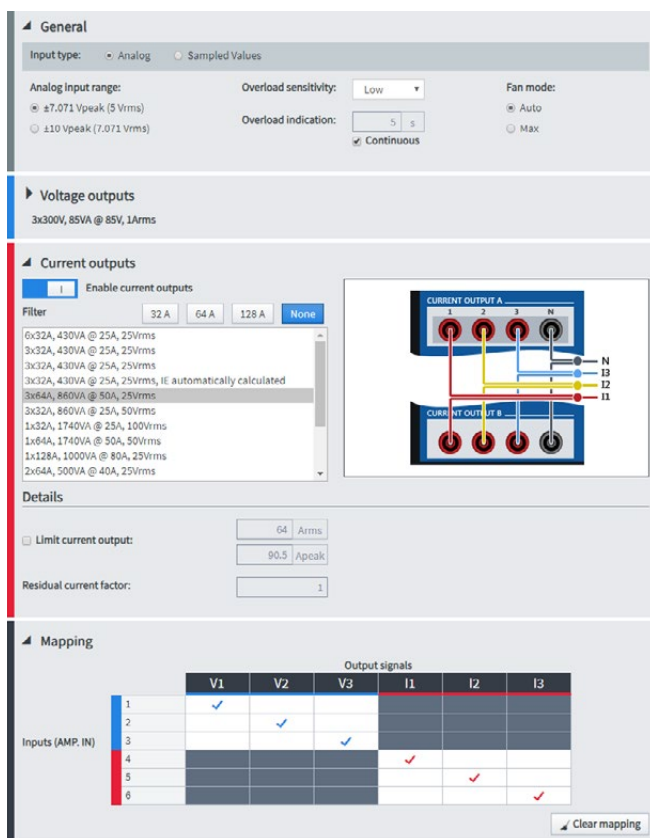 General
Input type: Analog Sampled Values
Analog input range: Overload sensitivity: Low Fan mode:
±7.071 Vpeak (5 Vrms) Auto
±10 Vpeak (7.071 Vrms) Overload indication: 5 s Max
Continuous
Voltage outputs
3x300V, 85VA @ 85V, 1Arms
Current outputs
I Enable current outputs
Filter 32 A 64 A 128 A None
6x32A, 430VA @ 25A, 25Vrms
3x32A, 430VA @ 25A, 25Vrms
3x32A, 430VA @ 25A, 25Vrms
3x32A, 430VA @ 25A, 25Vrms, IE automatically calculated
3x64A, 860VA @ 50A, 25Vrms
3x32A, 860VA @ 25A, 50Vrms
1x32A, 1740VA @ 25A, 100Vrms
1x64A, 1740VA @ 50A, 50Vrms
1x128A, 1000VA @ 80A, 25Vrms
2x64A, 500VA @ 40A, 25Vrms
CURRENT OUTPUT A
1 2 3 N
N
I3
I2
I1
CURRENT OUTPUT B
Details
Limit current output: 64 Arms
90.5 Apeak
Residual current factor: 1
Mapping
Output signals
V1 V2 V3 I1 I2 I3
1
2
Inputs (AMP. IN) 3
4
5
6
Clear mapping